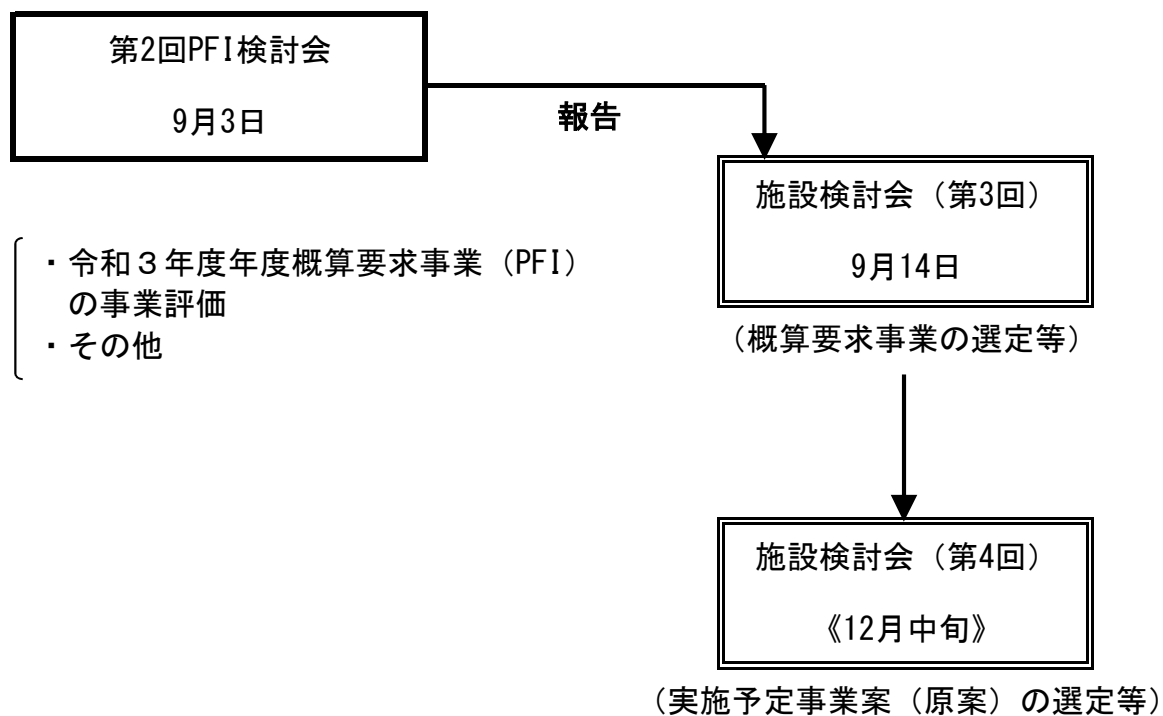 第2回PFI検討会
9月3日
報告
施設検討会（第3回）
9月14日
（概算要求事業の選定等）
・令和３年度年度概算要求事業（PFI）
の事業評価
・その他
施設検討会（第4回）
《12月中旬》
（実施予定事業案（原案）の選定等）